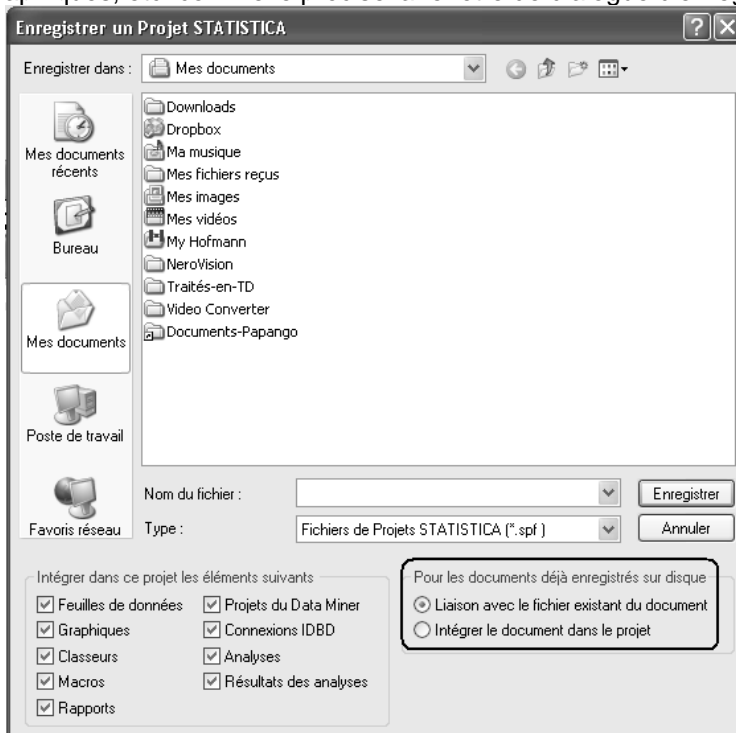 Enregistrer un Projet STATISTICA
Enregistrer dans :
Mes documents
Mes documents récents
Bureau
Mes documents
Poste de travail
Favoris réseau
Downloads
Dropbox
Ma musique
Mes fichiers reçus
Mes images
Mes vidéos
My Hofmann
NeroVision
Traités-en-TD
Video Converter
Documents-Papango
Nom du fichier :
Enregistrer
Type :
Fichiers de Projets STATISTICA (*.spf )
Annuler
Intégrer dans ce projet les éléments suivants
Feuilles de données
Projets du Data Miner
Graphiques
Connexions IDBD
Classeurs
Analyses
Macros
Résultats des analyses
Rapports
Pour les documents déjà enregistrés sur disque
Liaison avec le fichier existant du document
Intégrer le document dans le projet